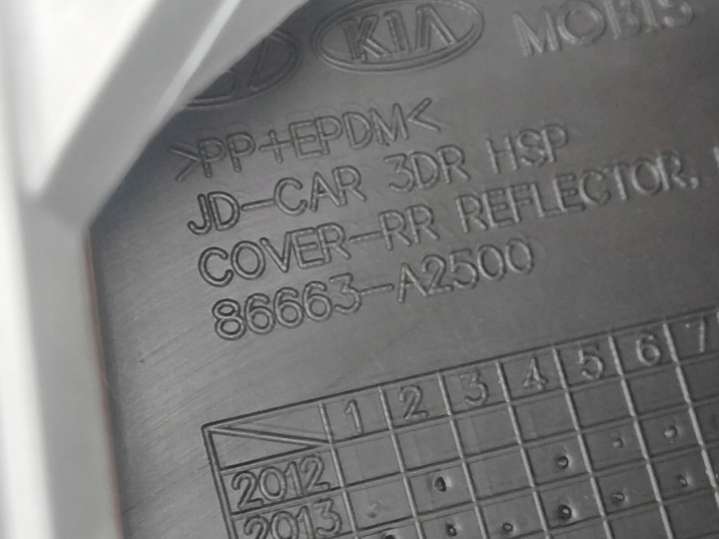 KIA MOBIS
>PP+EPDM<
JD-CAR 3DR HSP
COVER-RR REFLECTOR,
86663-A2500
1 2 3 4 5 6 7
2012
2013